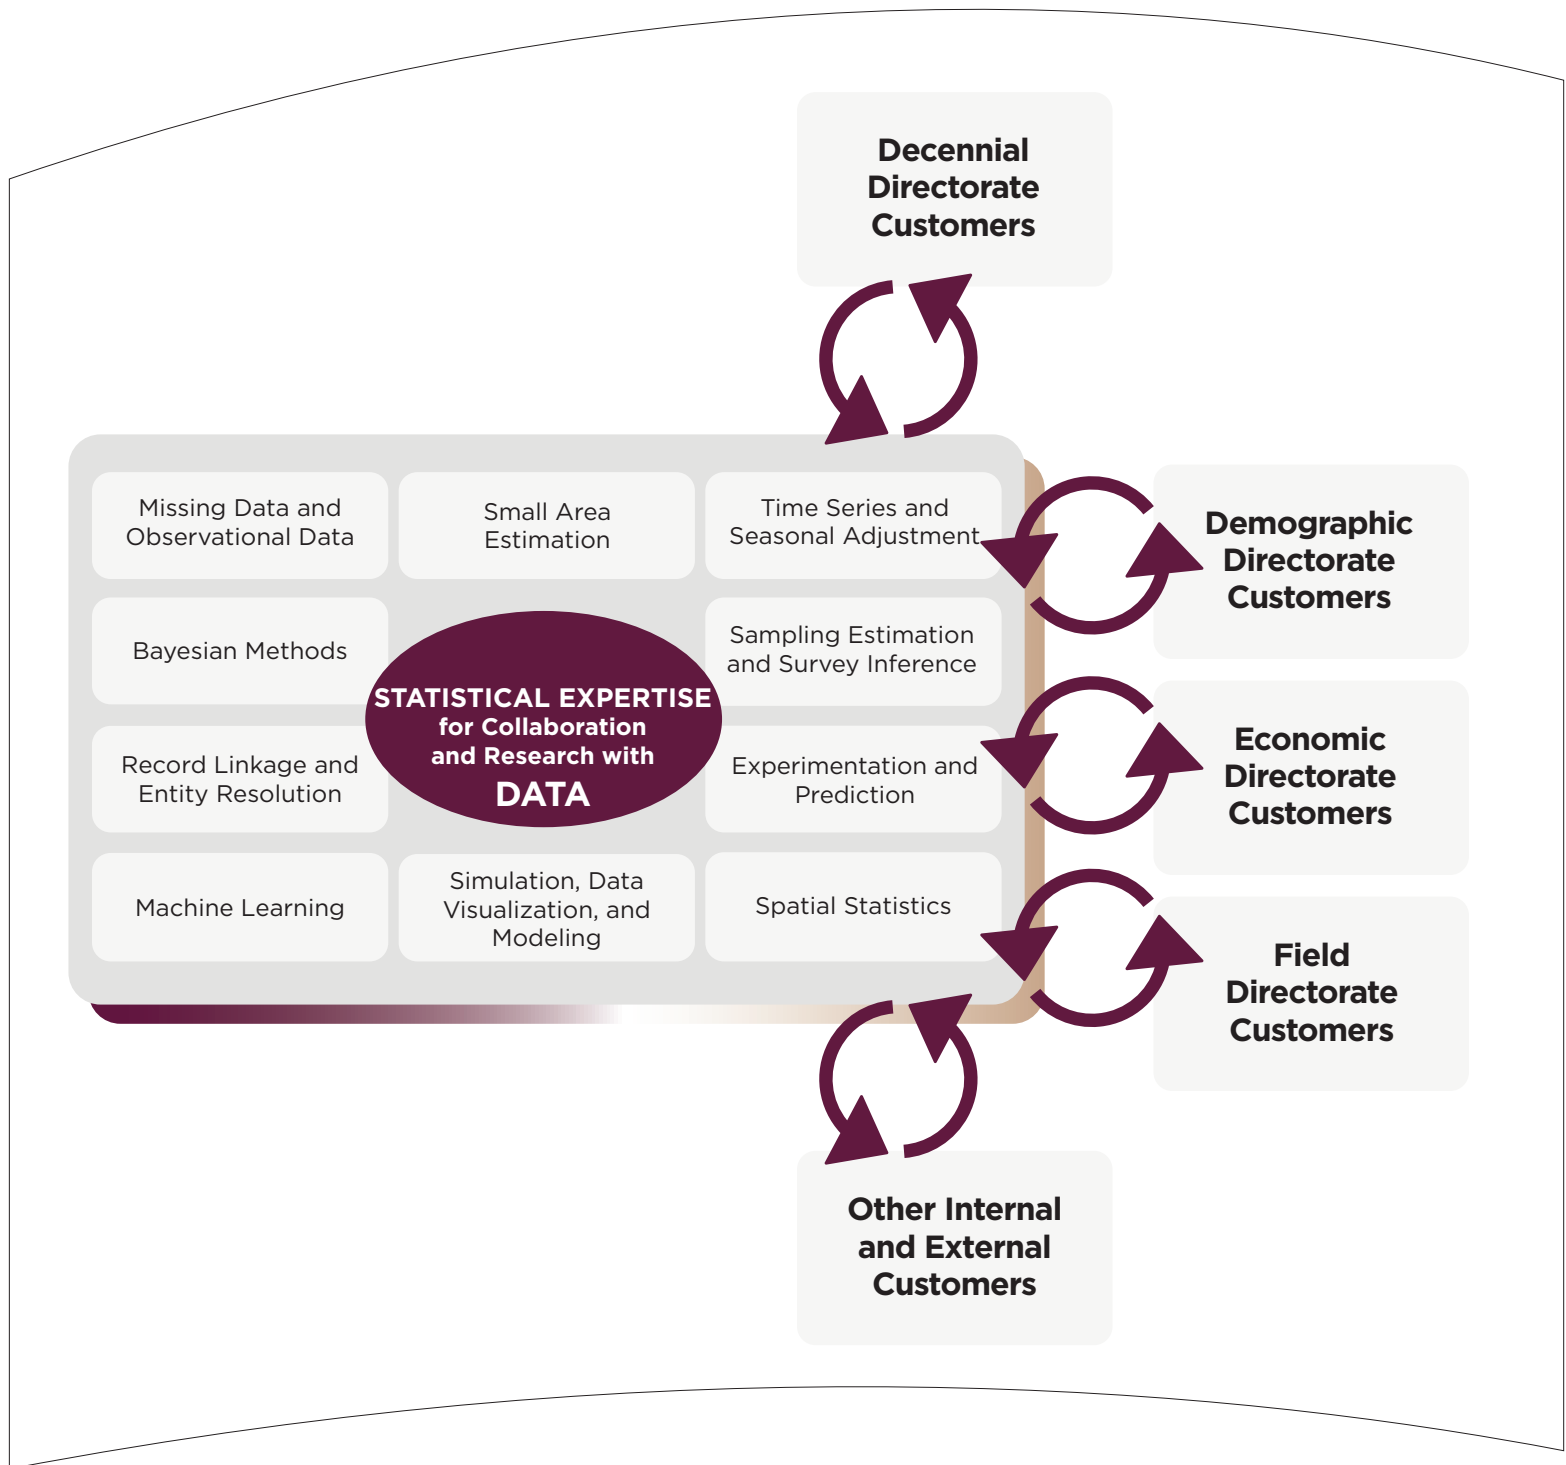 Decennial
Directorate
Customers
Missing Data and
Observational Data
Small Area
Estimation
Time Series and
Seasonal Adjustment
Bayesian Methods
Sampling Estimation
and Survey Inference
STATISTICAL EXPERTISE
for Collaboration
and Research with
DATA
Record Linkage and
Entity Resolution
Experimentation and
Prediction
Machine Learning
Simulation, Data
Visualization, and
Modeling
Spatial Statistics
Demographic
Directorate
Customers
Economic
Directorate
Customers
Field
Directorate
Customers
Other Internal
and External
Customers